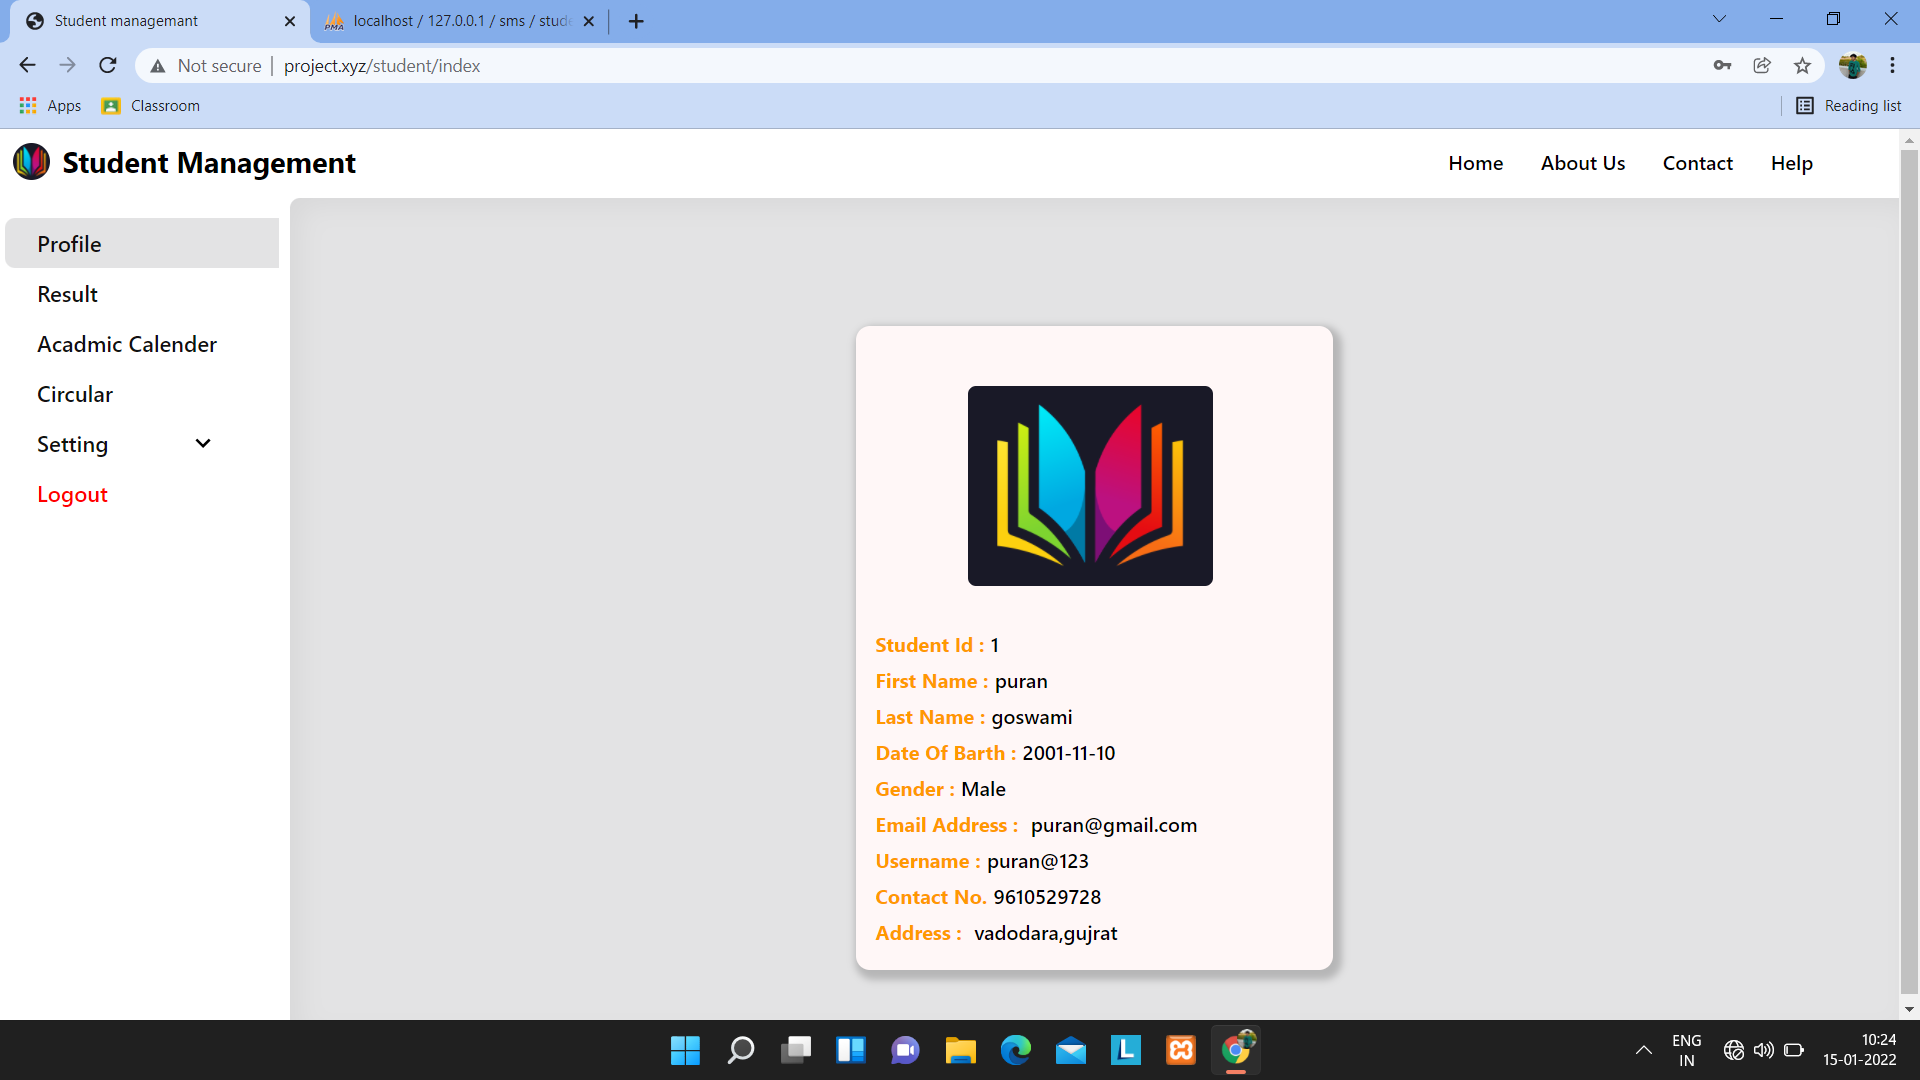 Student managemant
PMA localhost / 127.0.0.1 / sms / stude
Not secure | project.xyz/student/index
Apps Classroom Reading list
Student Management Home About Us Contact Help
Profile
Result
Acadmic Calender
Circular
Setting
Logout
Student Id : 1
First Name : puran
Last Name : goswami
Date Of Barth : 2001-11-10
Gender : Male
Email Address : puran@gmail.com
Username : puran@123
Contact No. 9610529728
Address : vadodara,gujrat
L
ENG
IN
10:24
15-01-2022